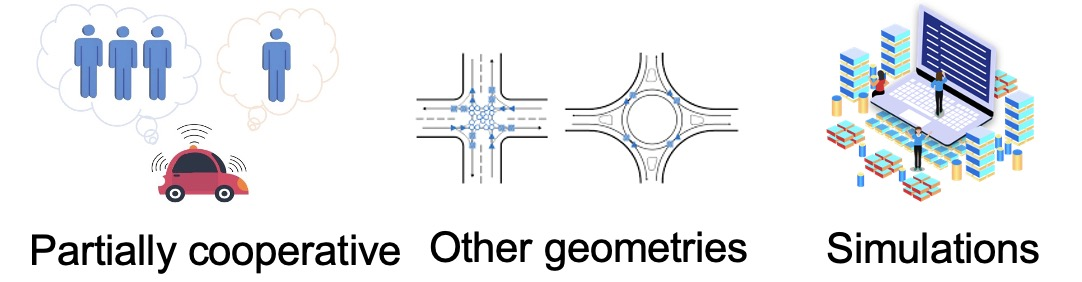 Partially cooperative
Other geometries
Simulations